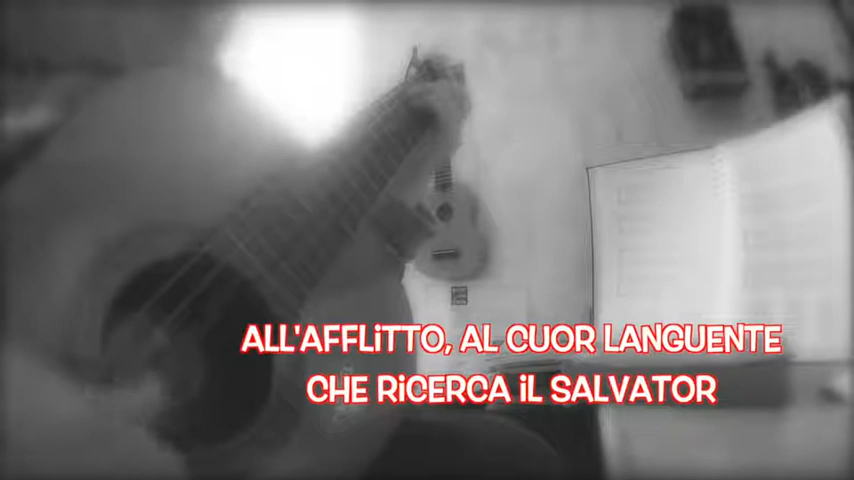 ALL'AFFLiTTO, AL CUOR LANGUENTE
CHE RiCERCA iL SALVATOR